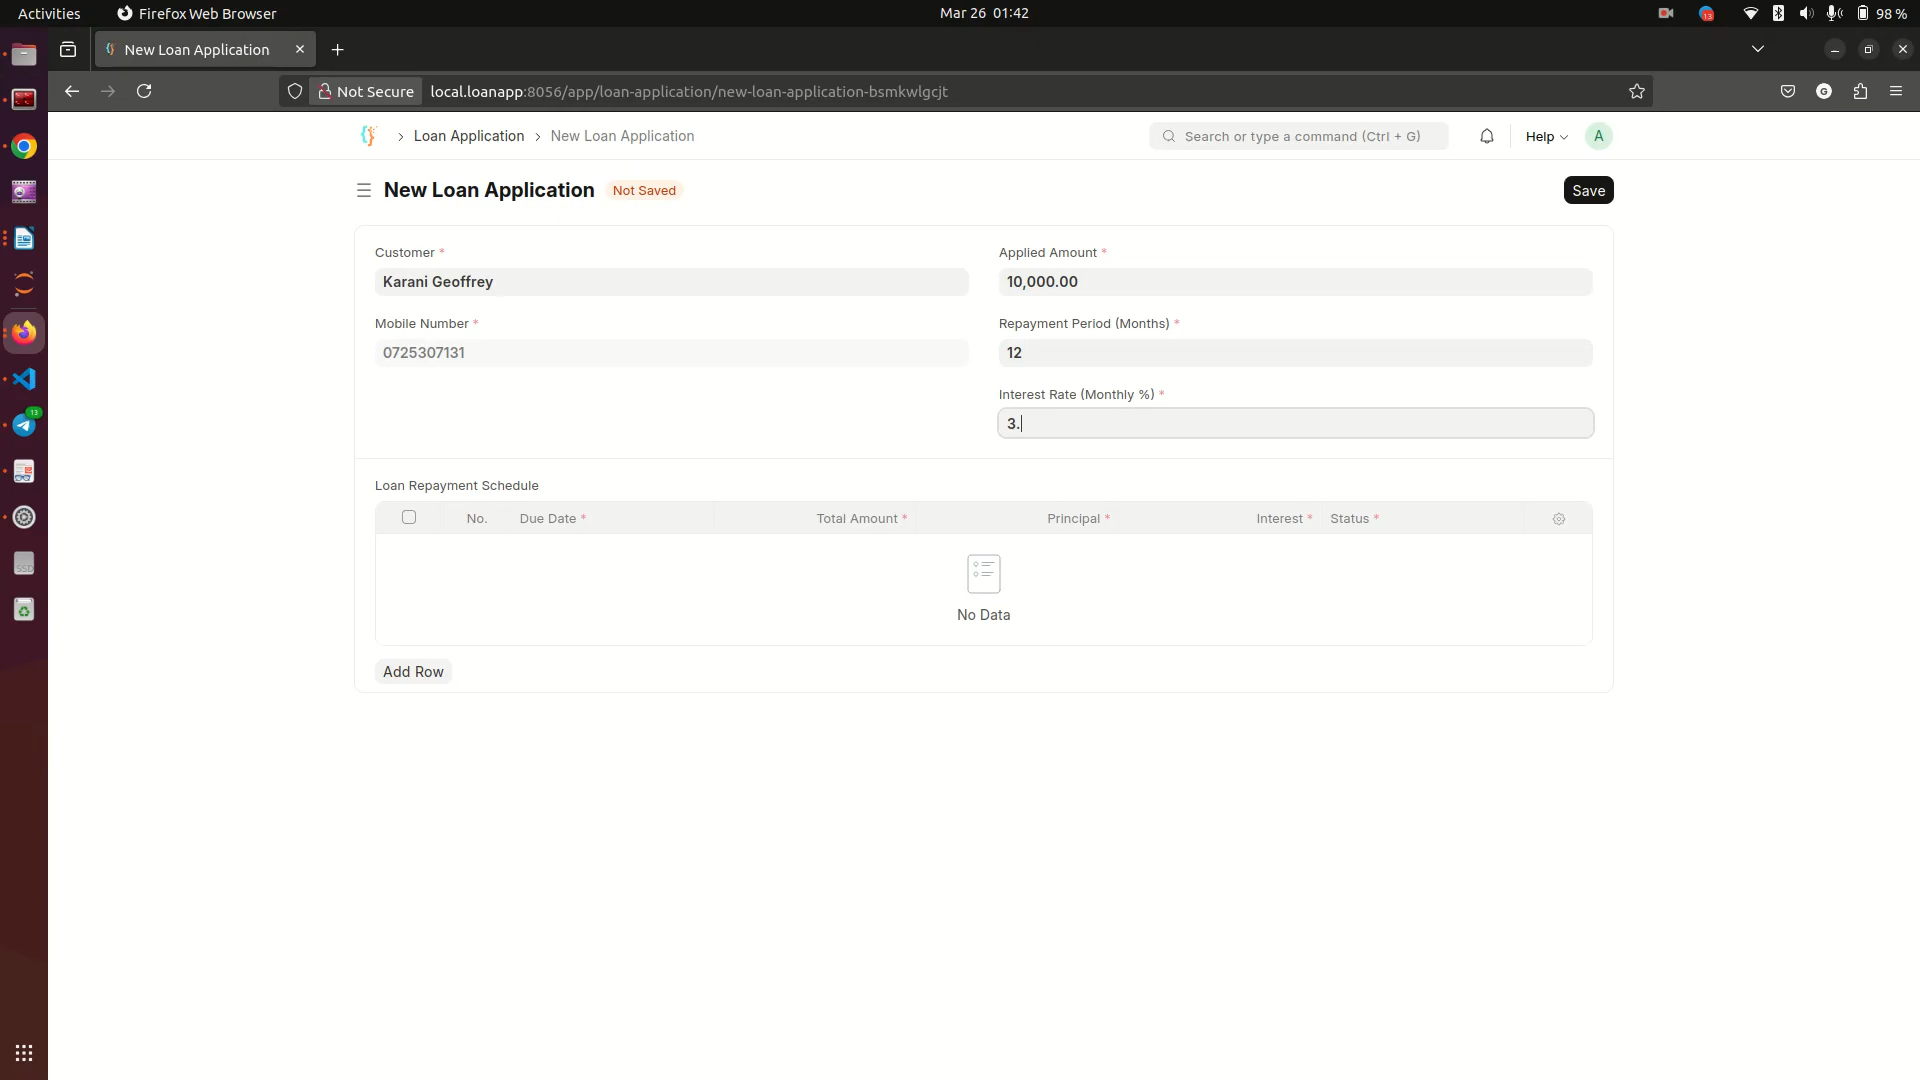 Activities
Firefox Web Browser
Mar 26 01:42
13
98 %
New Loan Application
Not Secure
local.loanapp:8056/app/loan-application/new-loan-application-bsmkwlgcjt
G
Loan Application
New Loan Application
Search or type a command (Ctrl + G)
Help
A
New Loan Application
Not Saved
Save
Customer *
Applied Amount *
Karani Geoffrey
10,000.00
Mobile Number *
Repayment Period (Months) *
0725307131
12
Interest Rate (Monthly %) *
3.
13
Loan Repayment Schedule
No.
Due Date *
Total Amount *
Principal *
Interest *
Status *
SSD
No Data
Add Row